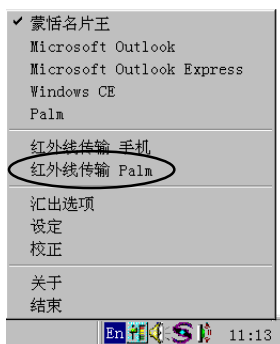 蒙恬名片王
Microsoft Outlook
Microsoft Outlook Express
Windows CE
Palm
红外线传输 手机
红外线传输 Palm
汇出选项
设定
校正
关于
结束
En 11:13